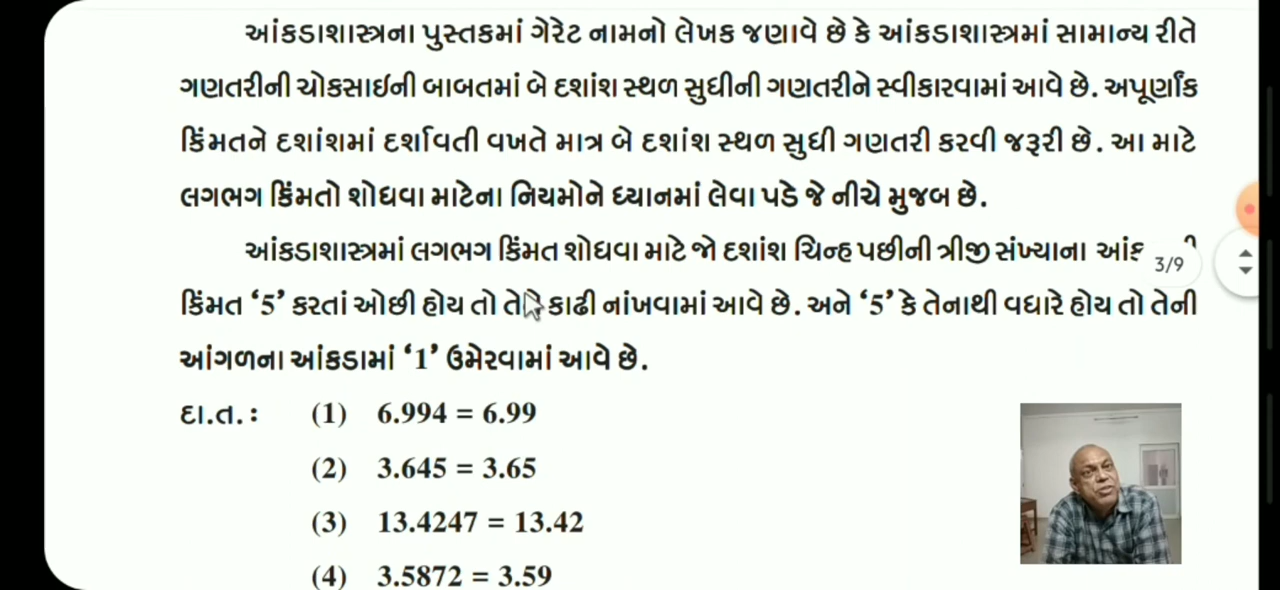 આંકડાશાસ્ત્રના પુસ્તકમાં ગેરેટ નામનો લેખક જણાવે છે કે આંકડાશાસ્ત્રમાં સામાન્ય રીતે
ગણતરીની ચોકસાઈની બાબતમાં બે દશાંશ સ્થળ સુધીની ગણતરીને સ્વીકારવામાં આવે છે. અપૂર્ણાંક
કિંમતને દશાંશમાં દર્શાવતી વખતે માત્ર બે દશાંશ સ્થળ સુધી ગણતરી કરવી જરૂરી છે. આ માટે
લગભગ કિંમતો શોધવા માટેના નિયમોને ધ્યાનમાં લેવા પડે જે નીચે મુજબ છે.
આંકડાશાસ્ત્રમાં લગભગ કિંમત શોધવા માટે જો દશાંશ ચિન્હ પછીની ત્રીજી સંખ્યાના
3/9
કિંમત ‘5’ કરતાં ઓછી હોય તો કાઢી નાંખવામાં આવે છે. અને ‘5’ કે તેનાથી વધારે હોય તો તેની
આંગળના આંકડામાં ‘1’ ઉમેરવામાં આવે છે.
દા.ત. : (1) 6.994 = 6.99
(2) 3.645 = 3.65
(3) 13.4247 = 13.42
(4) 3.5872 = 3.59